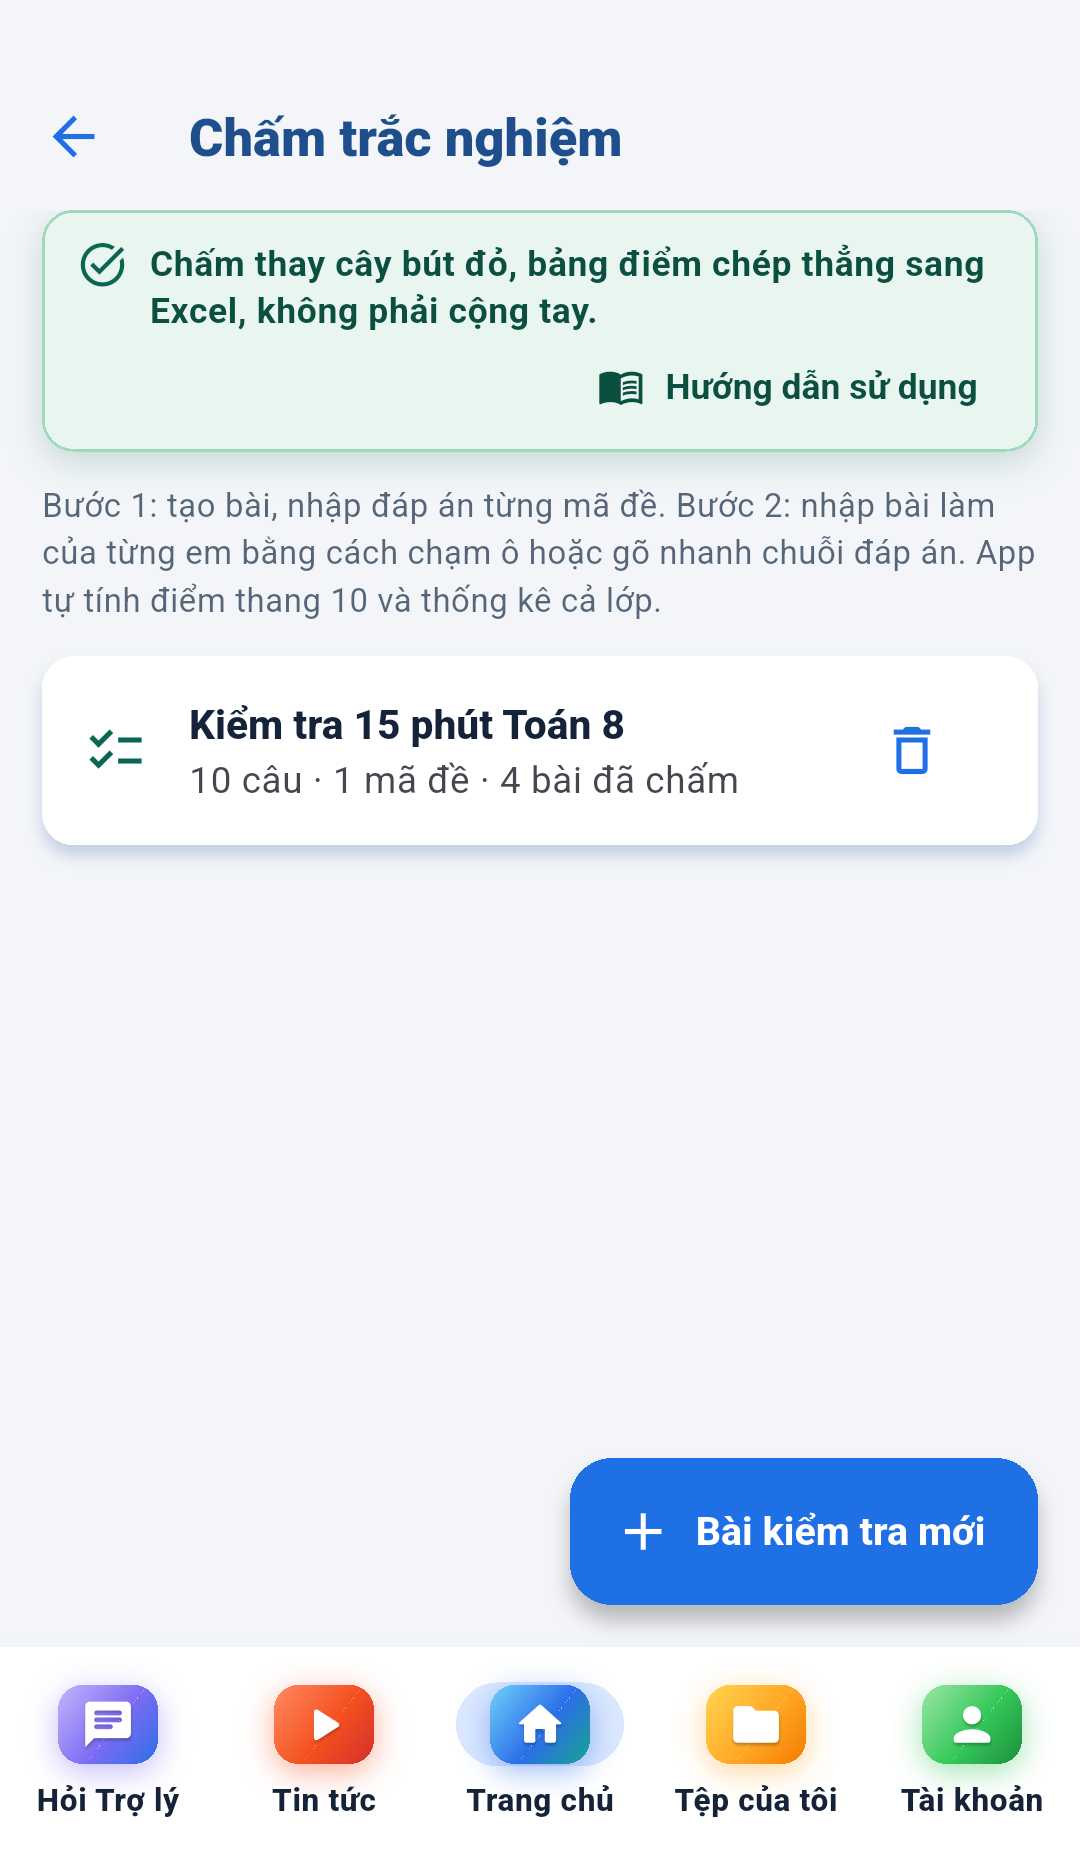 Chấm trắc nghiệm
Chấm thay cây bút đỏ, bảng điểm chép thẳng sang
Excel, không phải cộng tay.
Hướng dẫn sử dụng
Bước 1: tạo bài, nhập đáp án từng mã đề. Bước 2: nhập bài làm
của từng em bằng cách chạm ô hoặc gõ nhanh chuỗi đáp án. App
tự tính điểm thang 10 và thống kê cả lớp.
Kiểm tra 15 phút Toán 8
10 câu · 1 mã đề · 4 bài đã chấm
Bài kiểm tra mới
Hỏi Trợ lý
Tin tức
Trang chủ
Tệp của tôi
Tài khoản